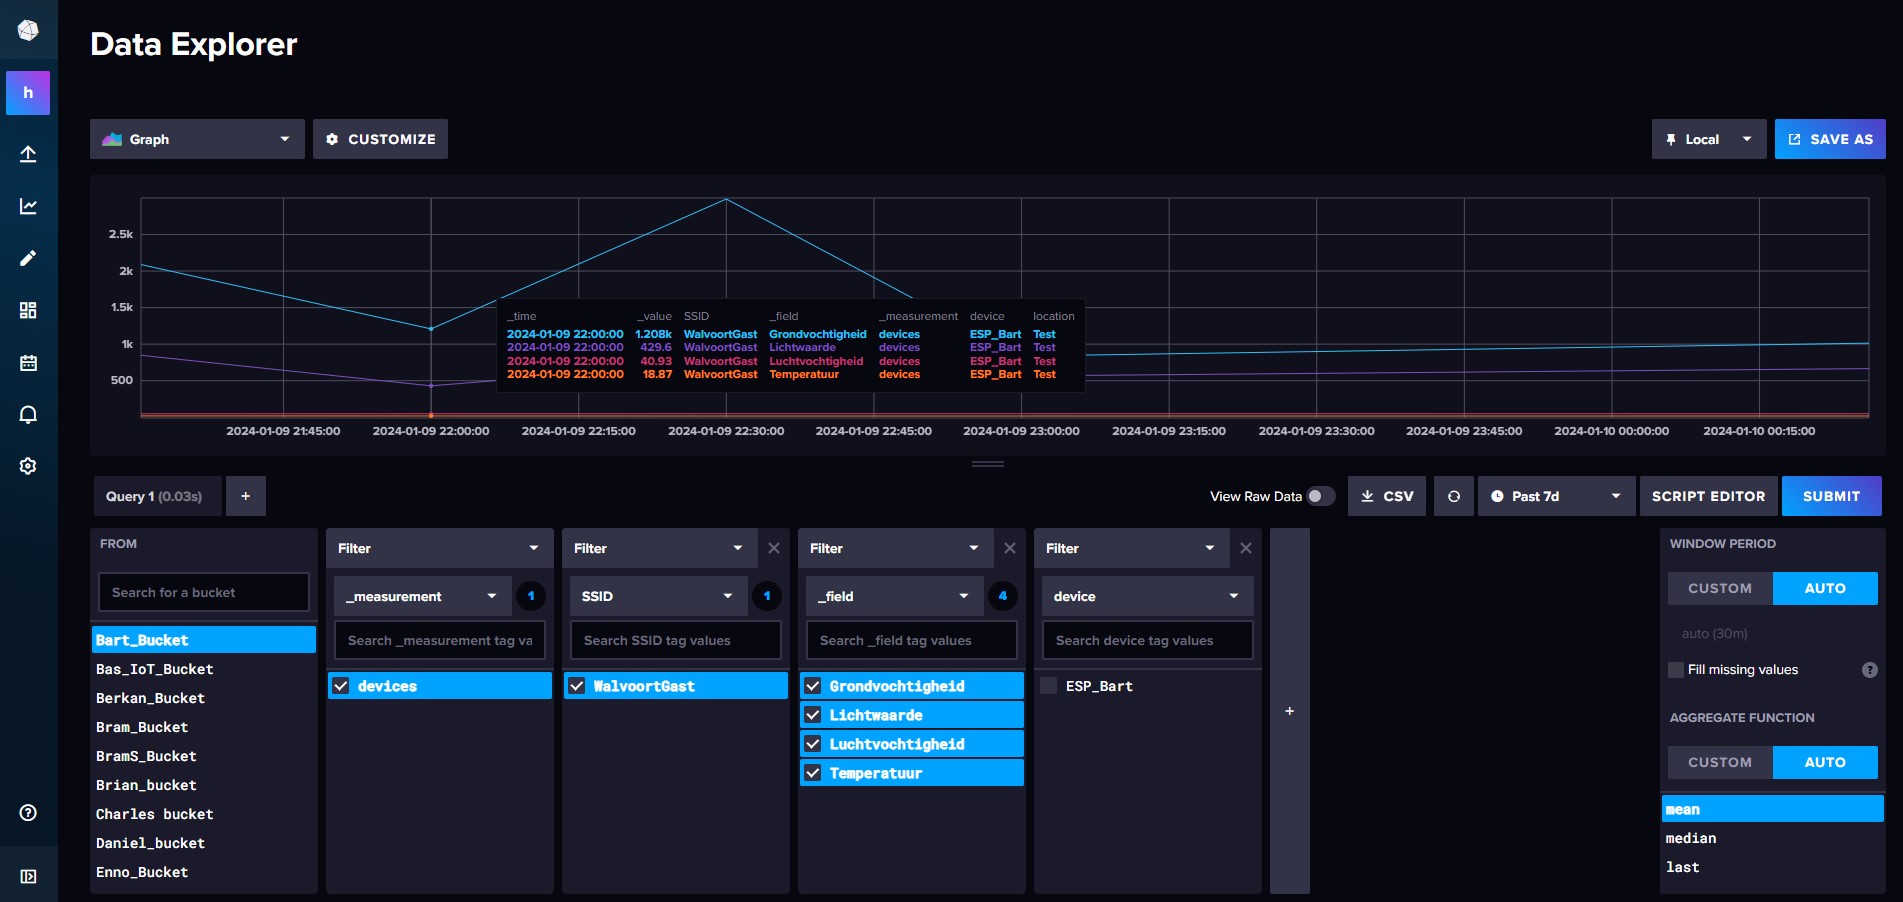 Data Explorer
h
Graph
CUSTOMIZE
Local
SAVE AS
2.5k
2k
1.5k
1k
500
_time _value SSID _field _measurement device location
2024-01-09 22:00:00 1.208k WalvoortGast Grondvochtigheid devices ESP_Bart Test
2024-01-09 22:00:00 429.6 WalvoortGast Lichtwaarde devices ESP_Bart Test
2024-01-09 22:00:00 40.93 WalvoortGast Luchtvochtigheid devices ESP_Bart Test
2024-01-09 22:00:00 18.87 WalvoortGast Temperatuur devices ESP_Bart Test
2024-01-09 21:45:00 2024-01-09 22:00:00 2024-01-09 22:15:00 2024-01-09 22:30:00 2024-01-09 22:45:00 2024-01-09 23:00:00 2024-01-09 23:15:00 2024-01-09 23:30:00 2024-01-09 23:45:00 2024-01-10 00:00:00 2024-01-10 00:15:00
Query 1 (0.03s)
+
View Raw Data
CSV
Past 7d
SCRIPT EDITOR
SUBMIT
FROM
Search for a bucket
Bart_Bucket
Bas_IoT_Bucket
Berkan_Bucket
Bram_Bucket
BramS_Bucket
Brian_bucket
Charles bucket
Daniel_bucket
Enno_Bucket
Filter
_measurement 1
Search _measurement tag va
devices
Filter
SSID 1
Search SSID tag values
WalvoortGast
Filter
_field 4
Search _field tag values
Grondvochtigheid
Lichtwaarde
Luchtvochtigheid
Temperatuur
Filter
device
Search device tag values
ESP_Bart
+
WINDOW PERIOD
CUSTOM AUTO
auto (30m)
Fill missing values ?
AGGREGATE FUNCTION
CUSTOM AUTO
mean
median
last